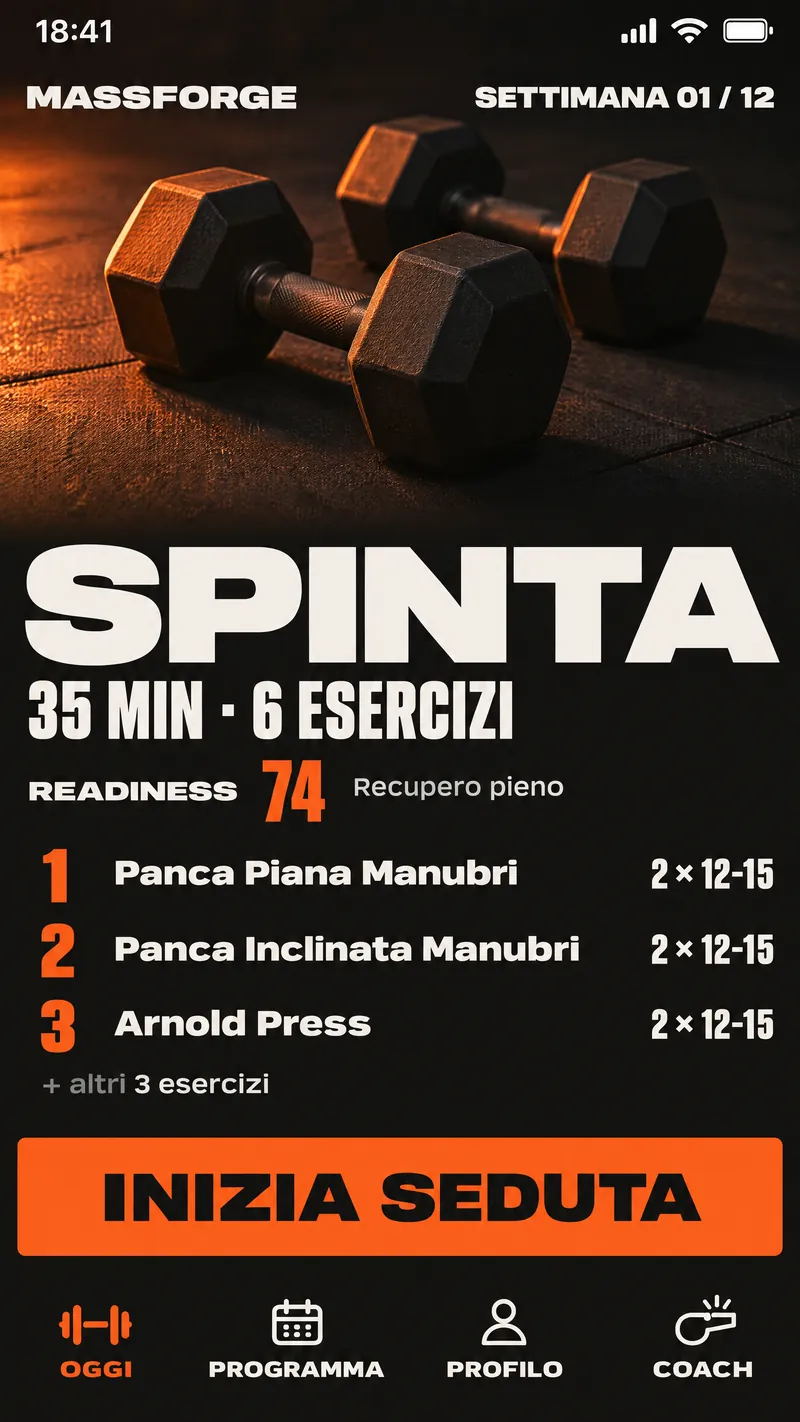 18:41
MASSFORGE
SETTIMANA 01 / 12
SPINTA
35 MIN · 6 ESERCIZI
READINESS 74 Recupero pieno
1 Panca Piana Manubri 2 × 12-15
2 Panca Inclinata Manubri 2 × 12-15
3 Arnold Press 2 × 12-15
+ altri 3 esercizi
INIZIA SEDUTA
OGGI PROGRAMMA PROFILO COACH